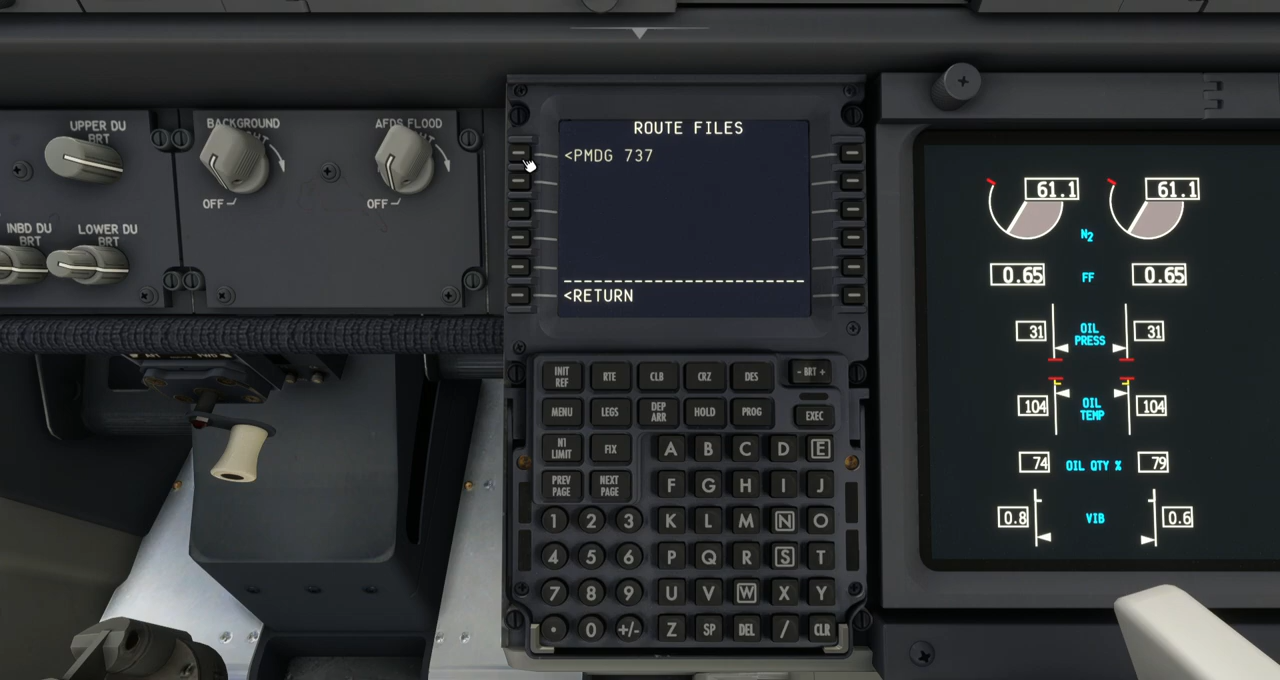 UPPER DU
BRT
BACKGROUND
AFDS FLOOD
OFF
OFF
INBD DU
BRT
LOWER DU
BRT
ROUTE FILES
<PMDG 737
<RETURN
INIT
REF
RTE
CLB
CRZ
DES
- BRT +
MENU
LEGS
DEP
ARR
HOLD
PROG
EXEC
N1
LIMIT
FIX
A
B
C
D
E
PREV
PAGE
NEXT
PAGE
F
G
H
I
J
1
2
3
K
L
M
N
O
4
5
6
P
Q
R
S
T
7
8
9
U
V
W
X
Y
.
0
+/-
Z
SP
DEL
/
CLR
61.1
61.1
N2
0.65
FF
0.65
31
OIL
PRESS
31
104
OIL
TEMP
104
74
OIL QTY %
79
0.8
VIB
0.6